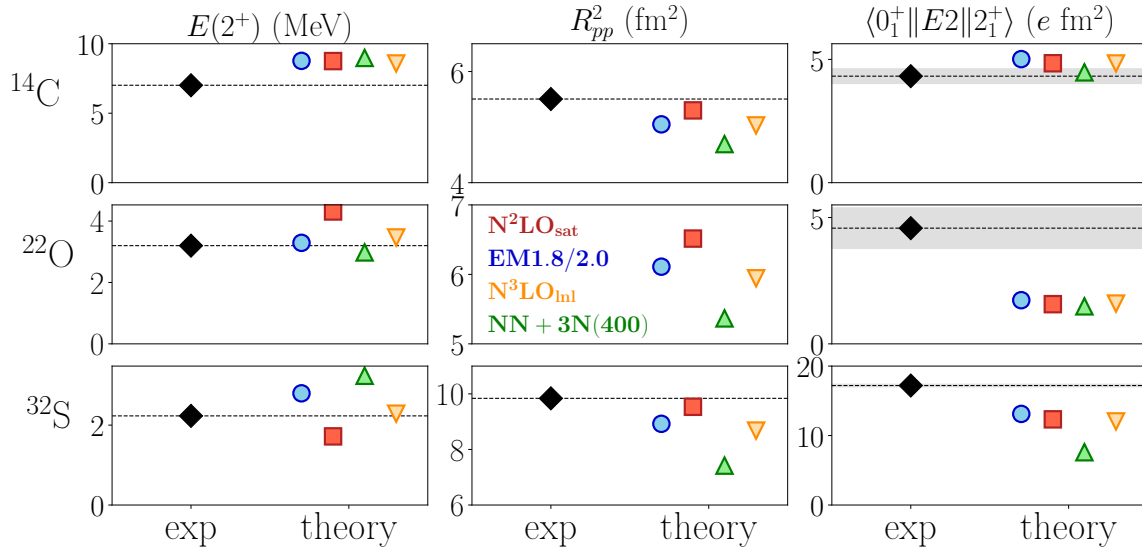 E(2⁺) (MeV)
R²pp (fm²)
⟨0⁺₁||E2||2⁺₁⟩ (e fm²)
¹⁴C
10
5
0
6
4
5
0
²²O
4
2
0
7
6
5
N²LOsat
EM1.8/2.0
N³LOlnl
NN + 3N(400)
5
0
³²S
2
0
10
8
6
20
10
0
exp
theory
exp
theory
exp
theory